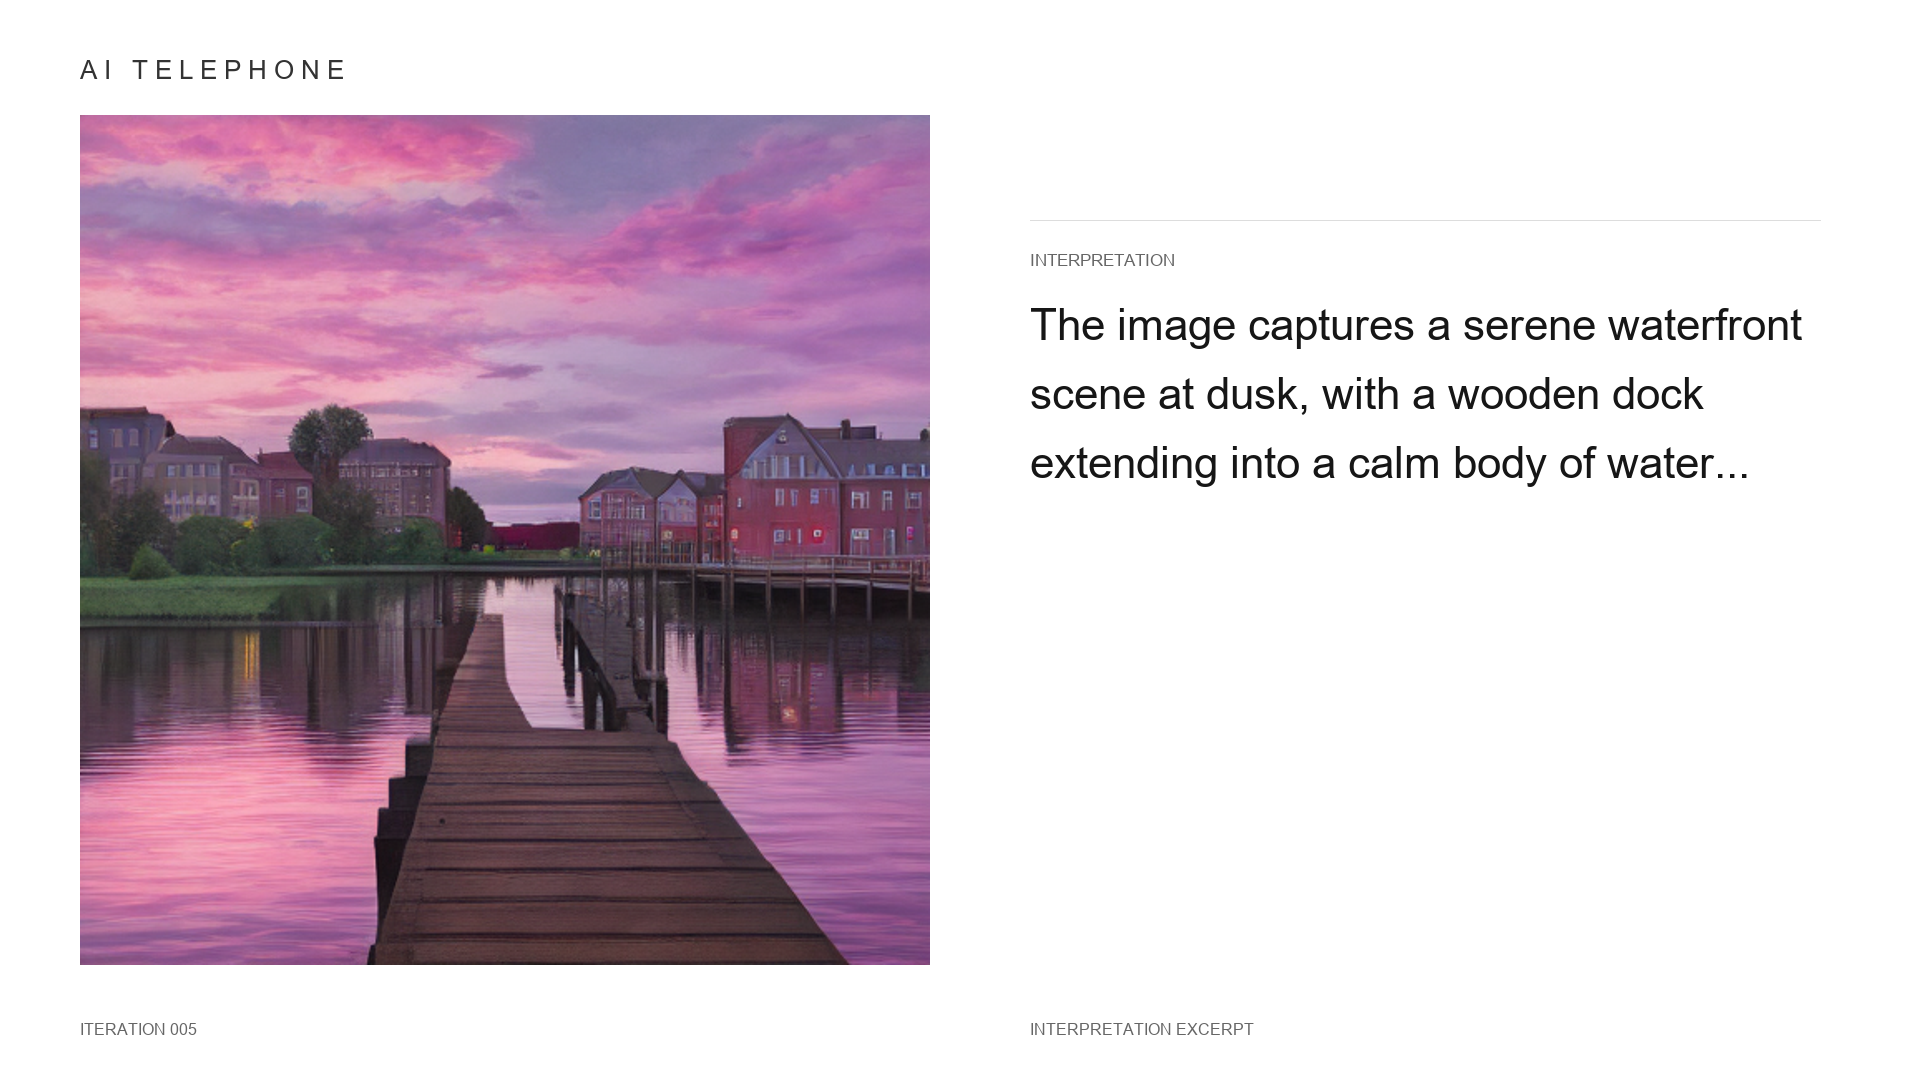 AI TELEPHONE
INTERPRETATION
The image captures a serene waterfront
scene at dusk, with a wooden dock
extending into a calm body of water...
ITERATION 005
INTERPRETATION EXCERPT